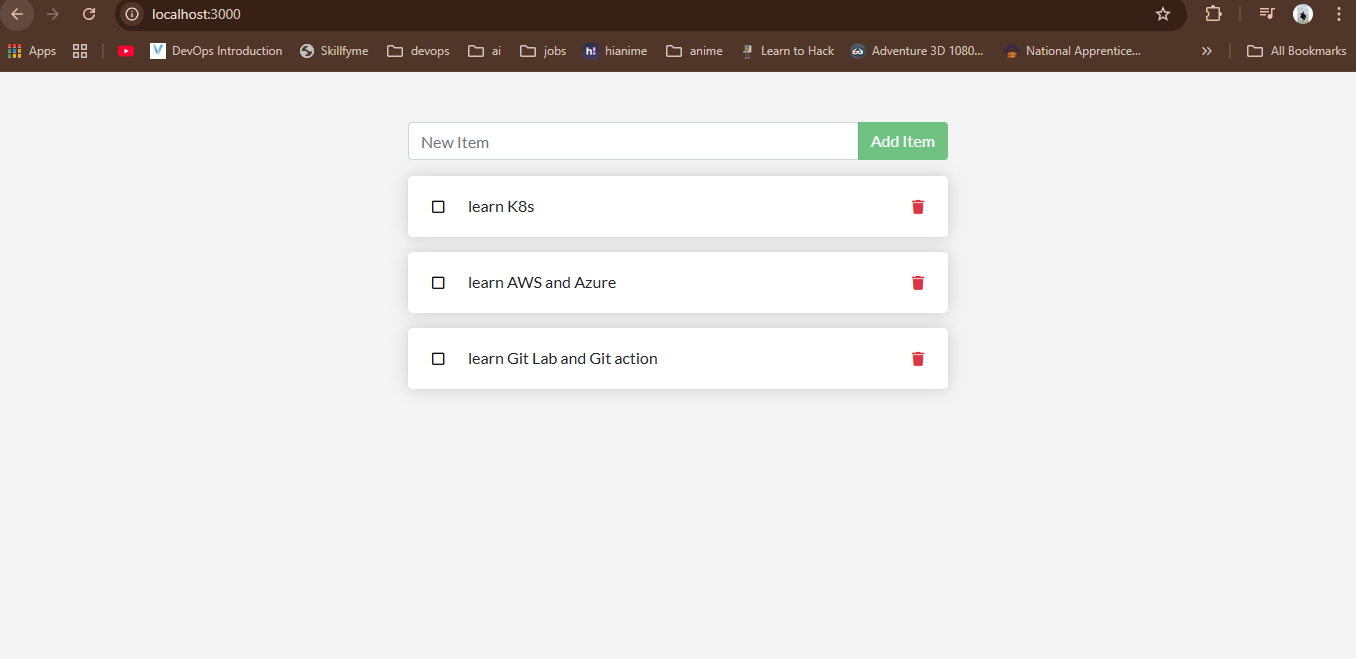 localhost:3000
Apps DevOps Introduction Skillfyme devops ai jobs h! hianime anime Learn to Hack Adventure 3D 1080... National Apprentice... All Bookmarks
New Item Add Item
learn K8s
learn AWS and Azure
learn Git Lab and Git action